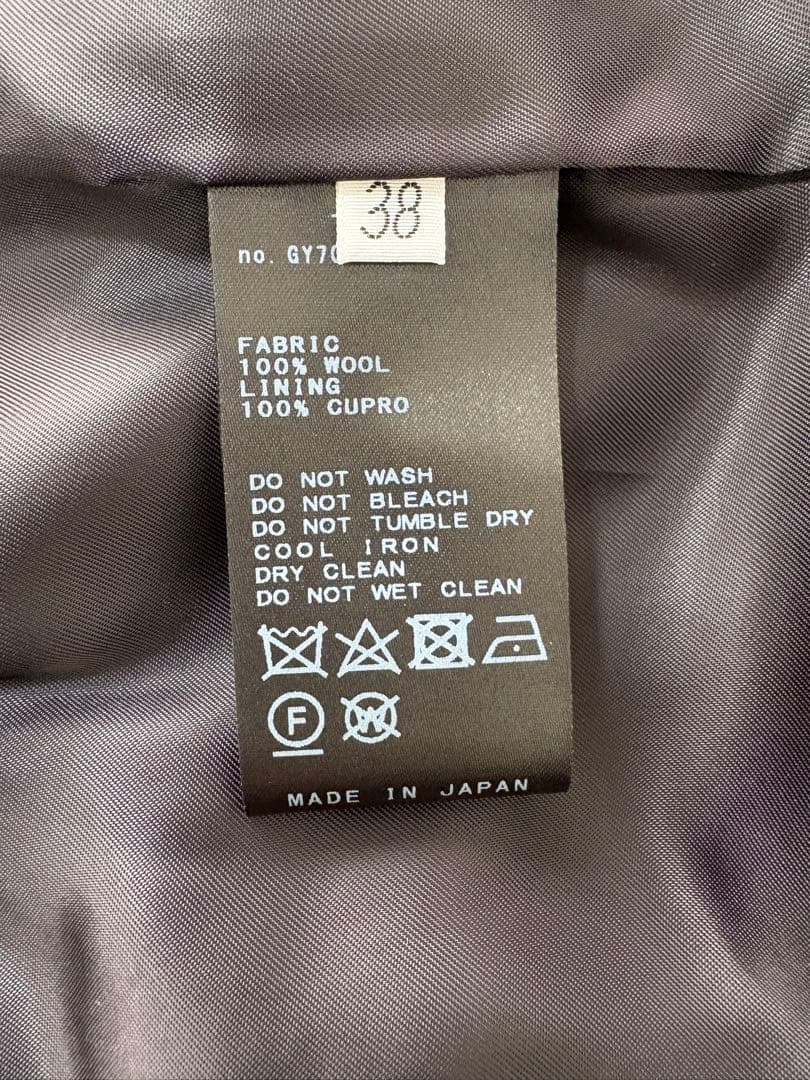 38
no. GY7
FABRIC
100% WOOL
LINING
100% CUPRO
DO NOT WASH
DO NOT BLEACH
DO NOT TUMBLE DRY
COOL IRON
DRY CLEAN
DO NOT WET CLEAN
F W
MADE IN JAPAN